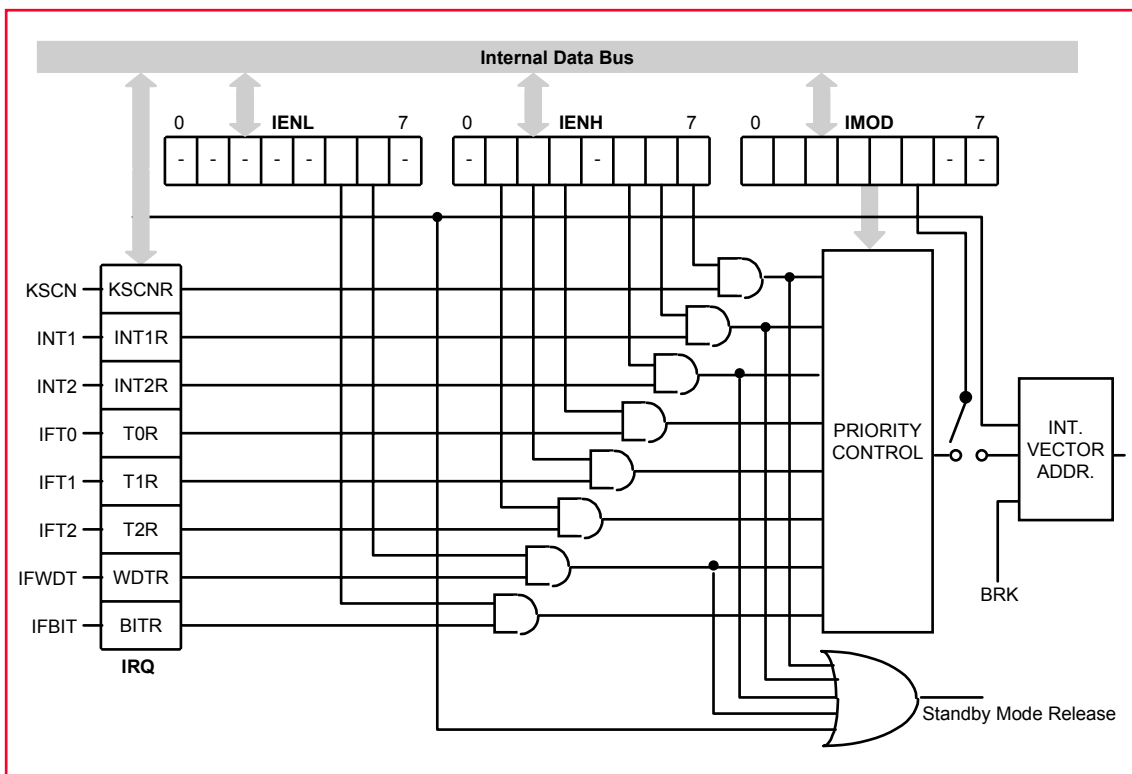 Internal Data Bus
0 IENL 7
0 IENH 7
0 IMOD 7
- - - - - -
- -
- -
KSCN KSCNR
INT1 INT1R
INT2 INT2R
IFT0 T0R
IFT1 T1R
IFT2 T2R
IFWDT WDTR
IFBIT BITR
IRQ
PRIORITY
CONTROL
INT.
VECTOR
ADDR.
BRK
Standby Mode Release